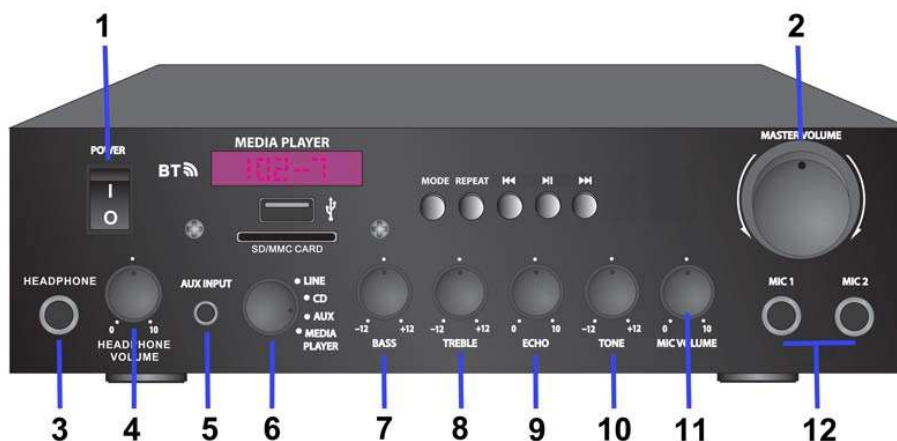 1
2
POWER
MEDIA PLAYER
MASTER VOLUME
BT
102-7
MODE REPEAT
I
O
SD/MMC CARD
HEADPHONE
AUX INPUT
LINE
CD
AUX
MEDIA
PLAYER
MIC 1
MIC 2
0 10
HEADPHONE
VOLUME
-12 +12
BASS
-12 +12
TREBLE
0 10
ECHO
-12 +12
TONE
0 10
MIC VOLUME
3 4 5 6 7 8 9 10 11 12